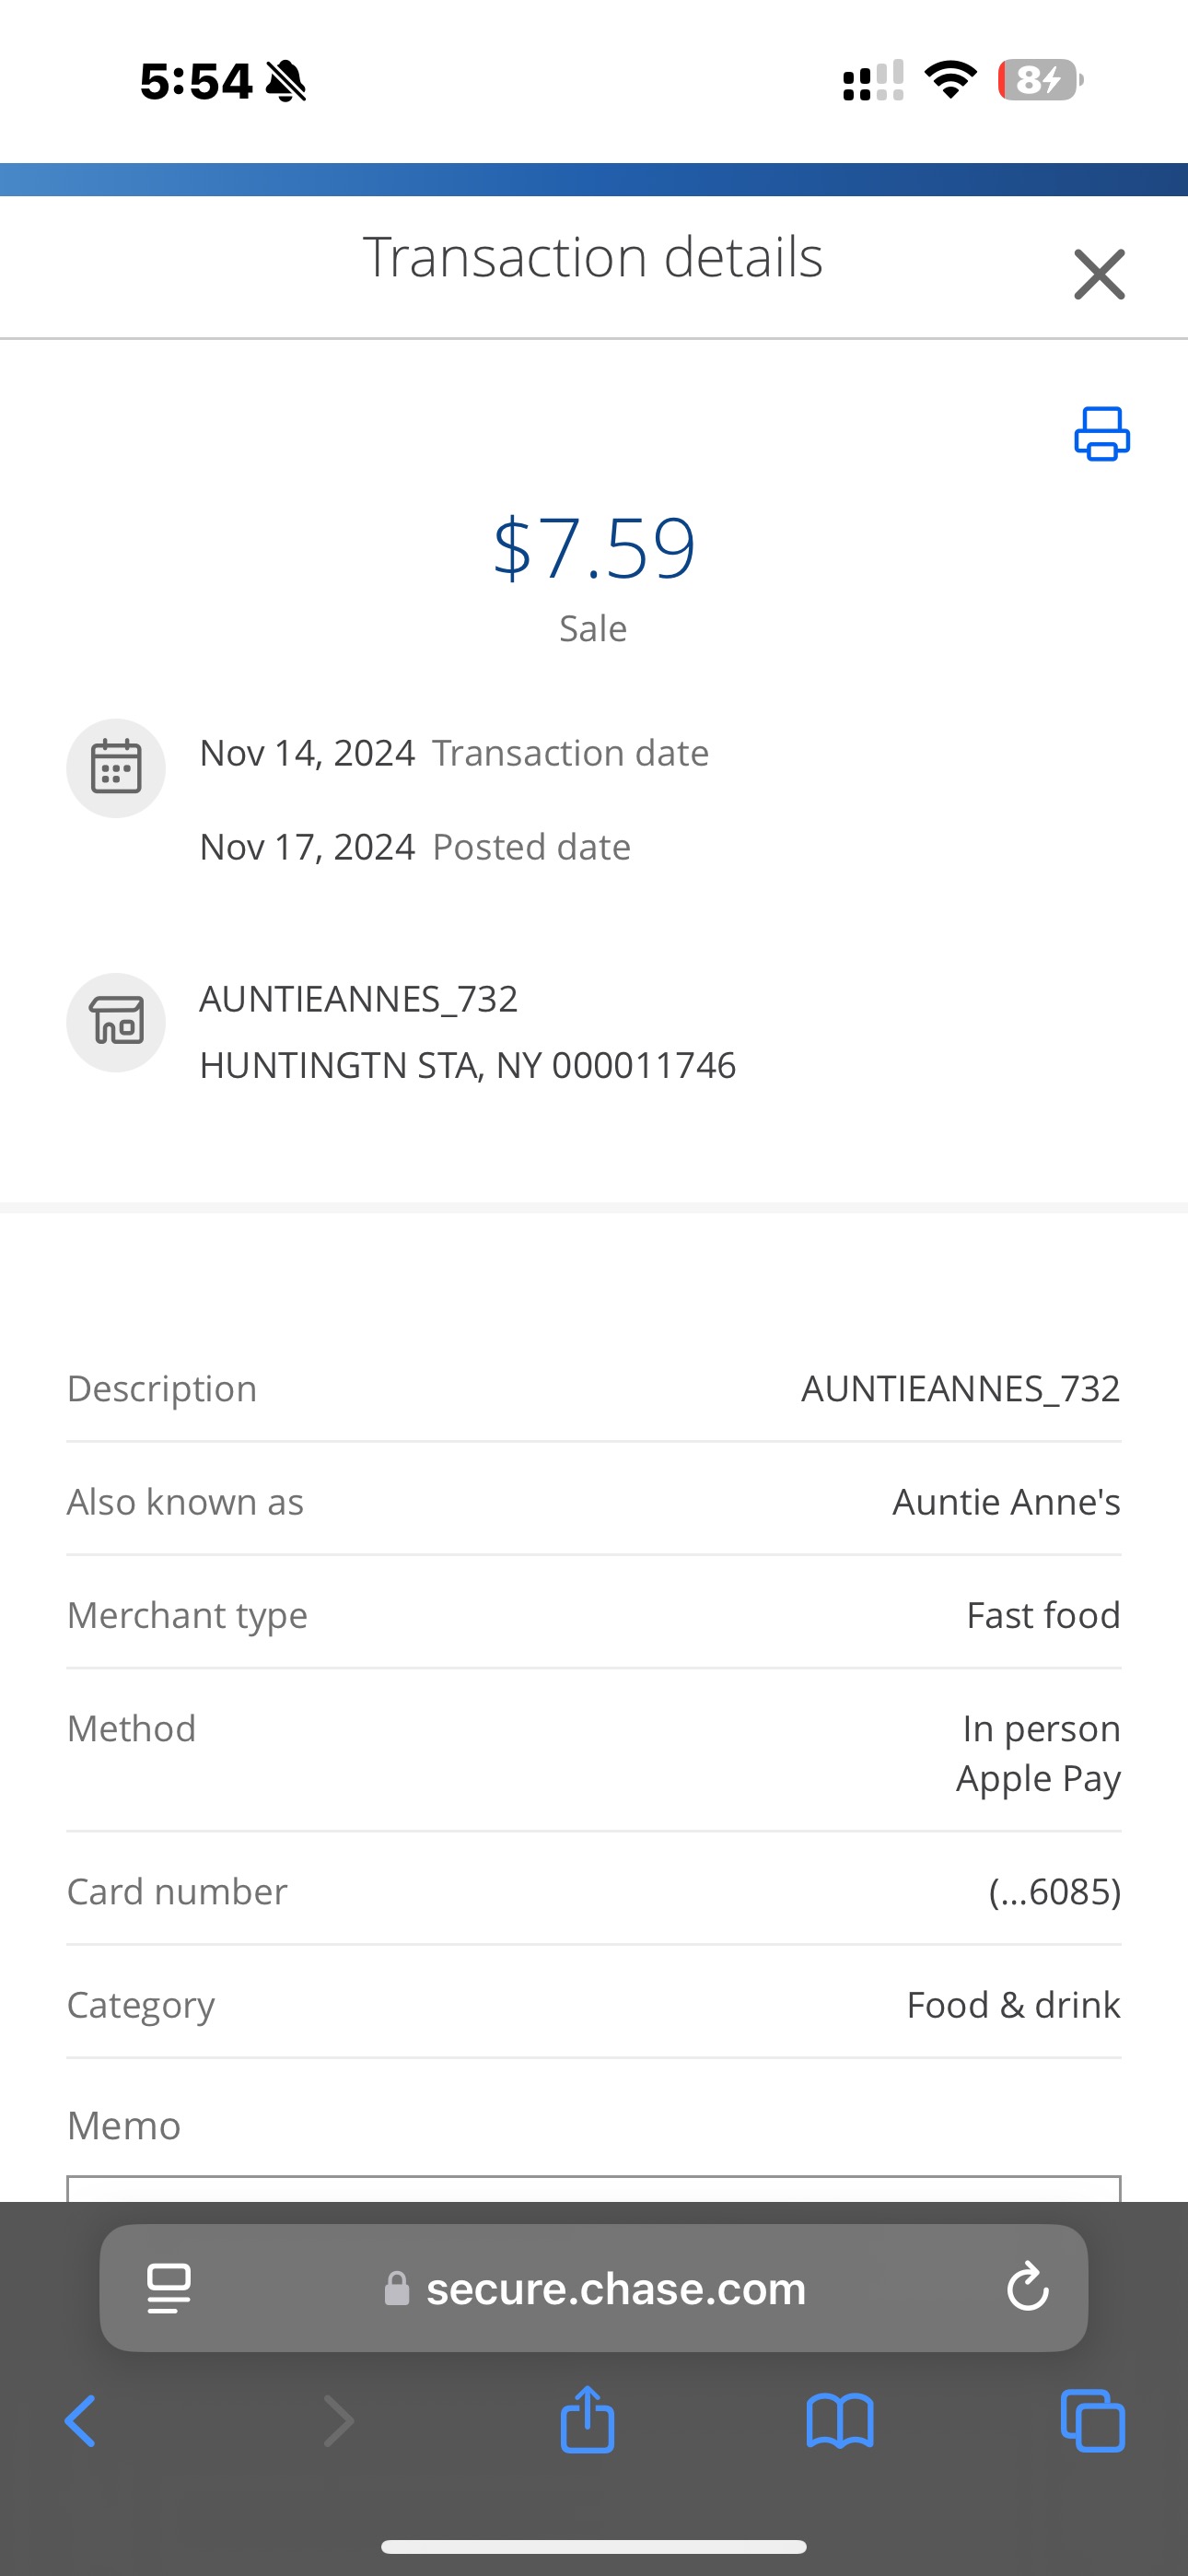 5:54
8
Transaction details
$7.59
Sale
Nov 14, 2024 Transaction date
Nov 17, 2024 Posted date
AUNTIEANNES_732
HUNTINGTN STA, NY 000011746
Description AUNTIEANNES_732
Also known as Auntie Anne's
Merchant type Fast food
Method In person
Apple Pay
Card number (...6085)
Category Food & drink
Memo
secure.chase.com